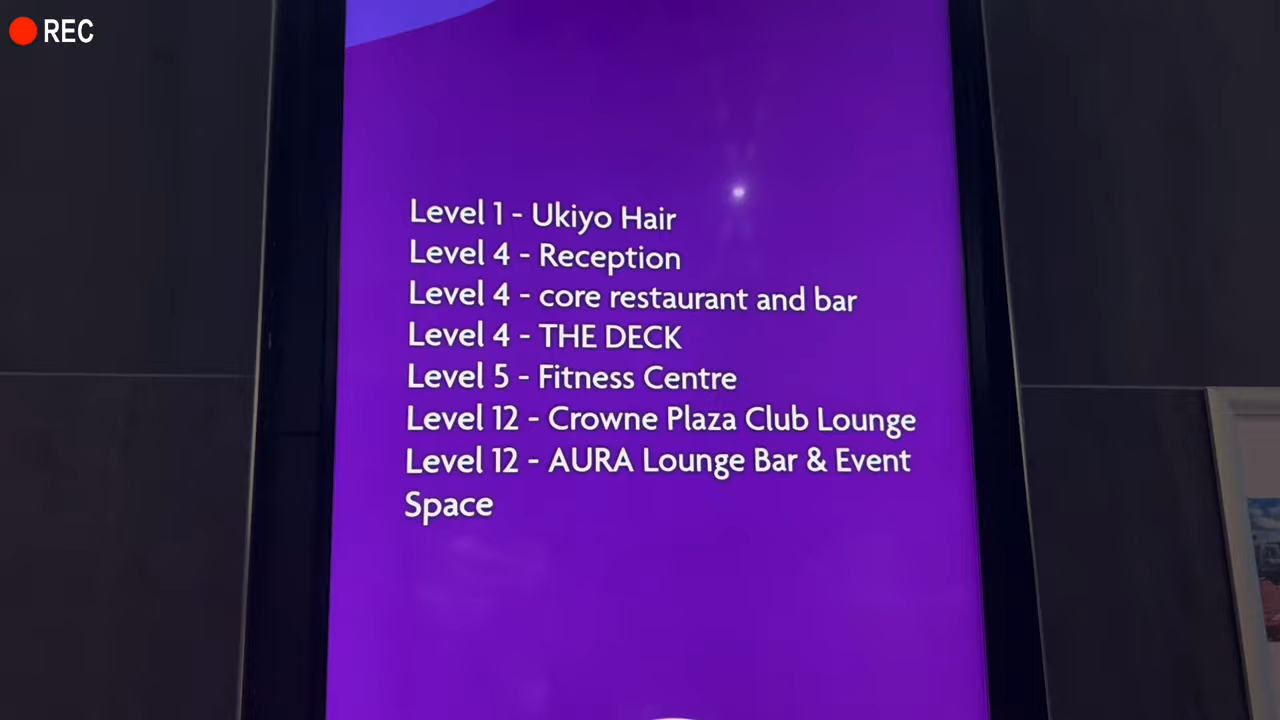 REC
Level 1 - Ukiyo Hair
Level 4 - Reception
Level 4 - core restaurant and bar
Level 4 - THE DECK
Level 5 - Fitness Centre
Level 12 - Crowne Plaza Club Lounge
Level 12 - AURA Lounge Bar & Event
Space